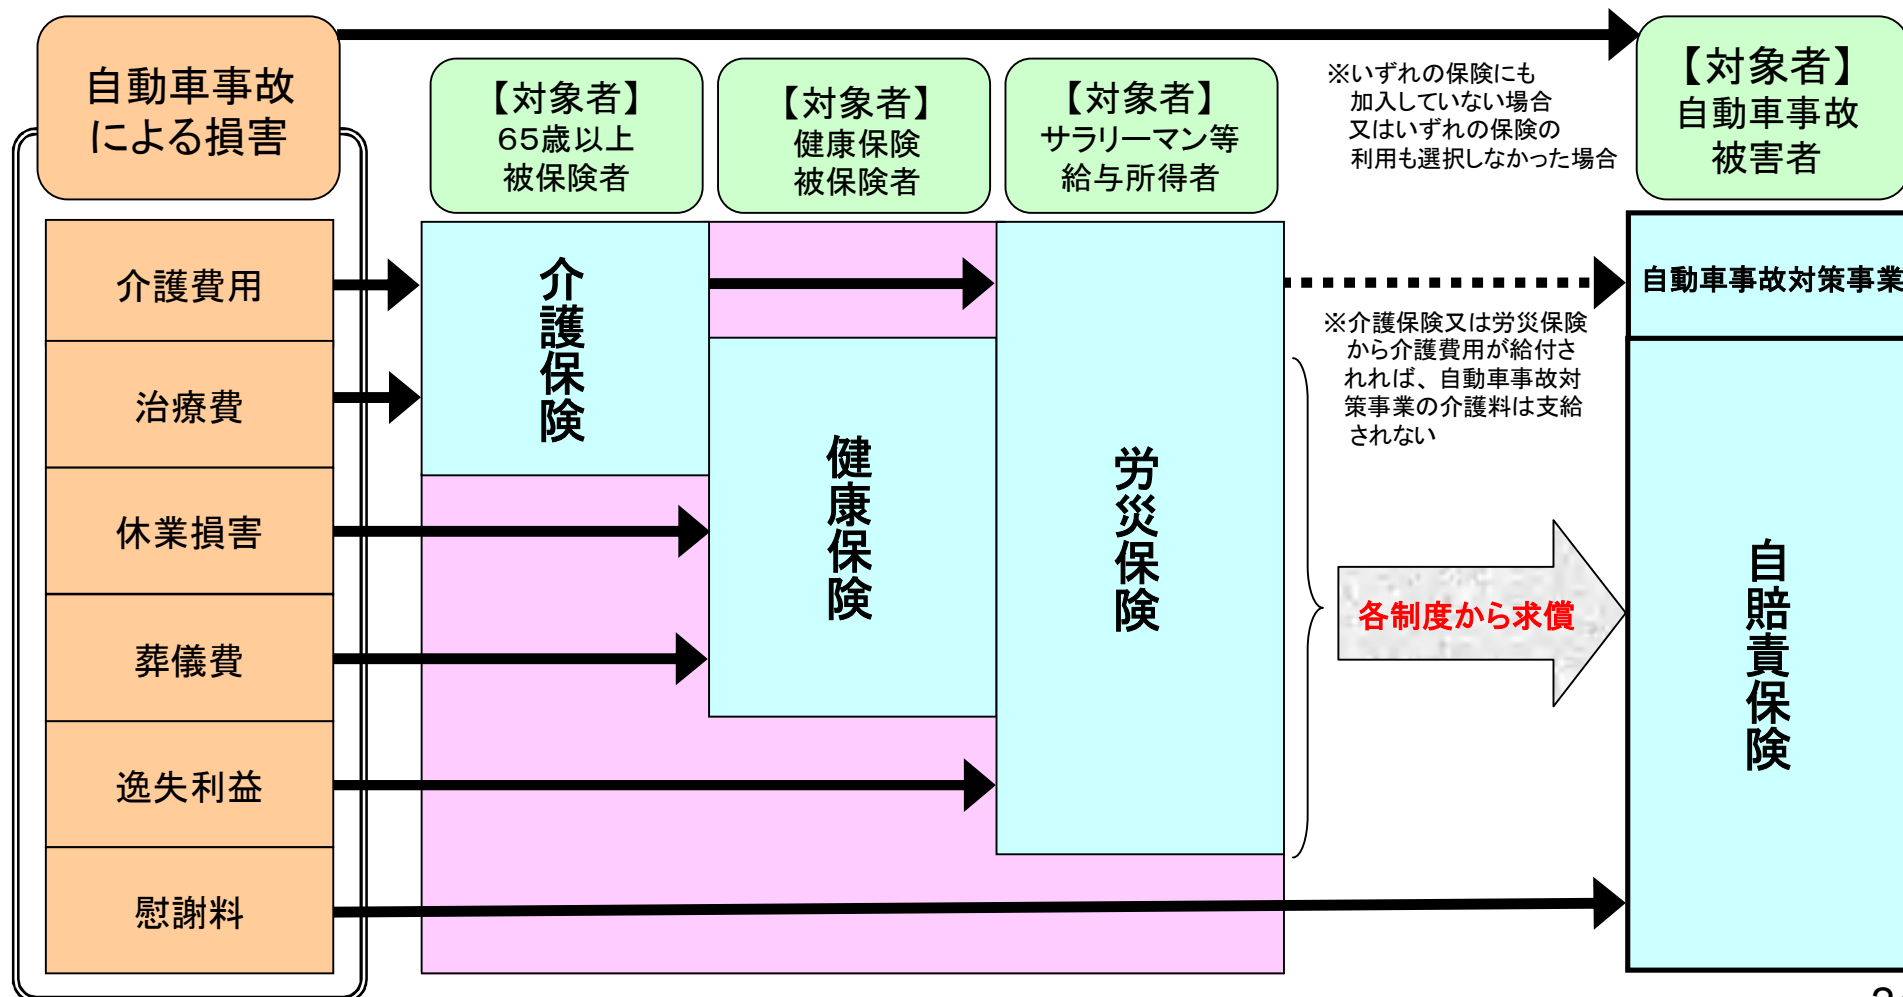 自動車事故
による損害
【対象者】
65歳以上
被保険者
【対象者】
健康保険
被保険者
【対象者】
サラリーマン等
給与所得者
※いずれの保険にも
加入していない場合
又はいずれの保険の
利用も選択しなかった場合
【対象者】
自動車事故
被害者
介護費用
治療費
休業損害
葬儀費
逸失利益
慰謝料
介護保険
健康保険
労災保険
※介護保険又は労災保険
から介護費用が給付さ
れれば、自動車事故対
策事業の介護料は支給
されない
各制度から求償
自動車事故対策事業
自賠責保険